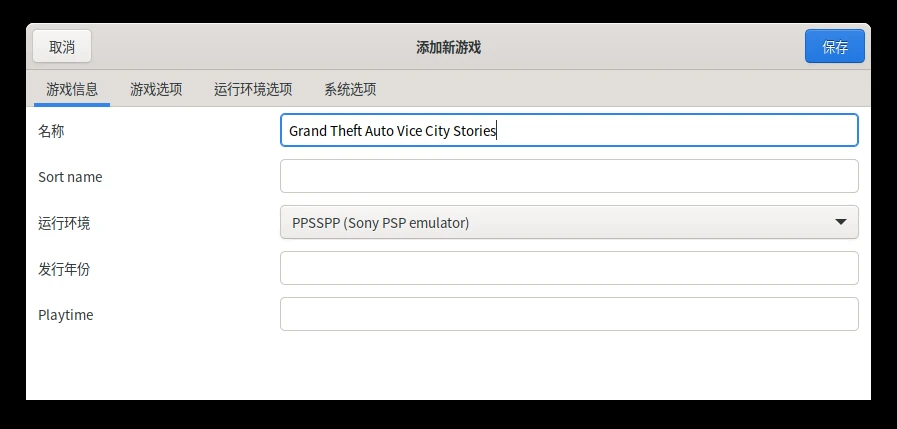 取消
添加新游戏
保存
游戏信息
游戏选项
运行环境选项
系统选项
名称
Grand Theft Auto Vice City Stories
Sort name
运行环境
PPSSPP (Sony PSP emulator)
发行年份
Playtime